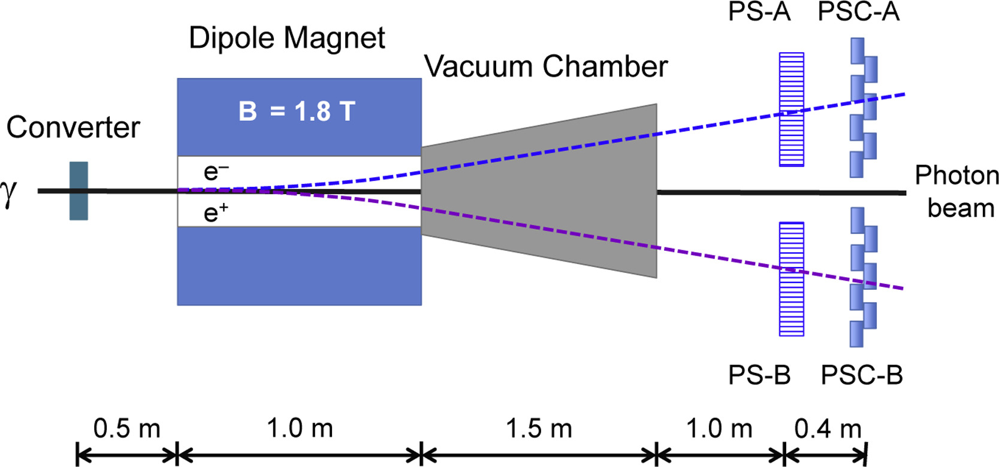 PS-A PSC-A
Dipole Magnet
Vacuum Chamber
B = 1.8 T
Converter
e–
γ
e+
Photon
beam
PS-B PSC-B
0.5 m 1.0 m 1.5 m 1.0 m 0.4 m